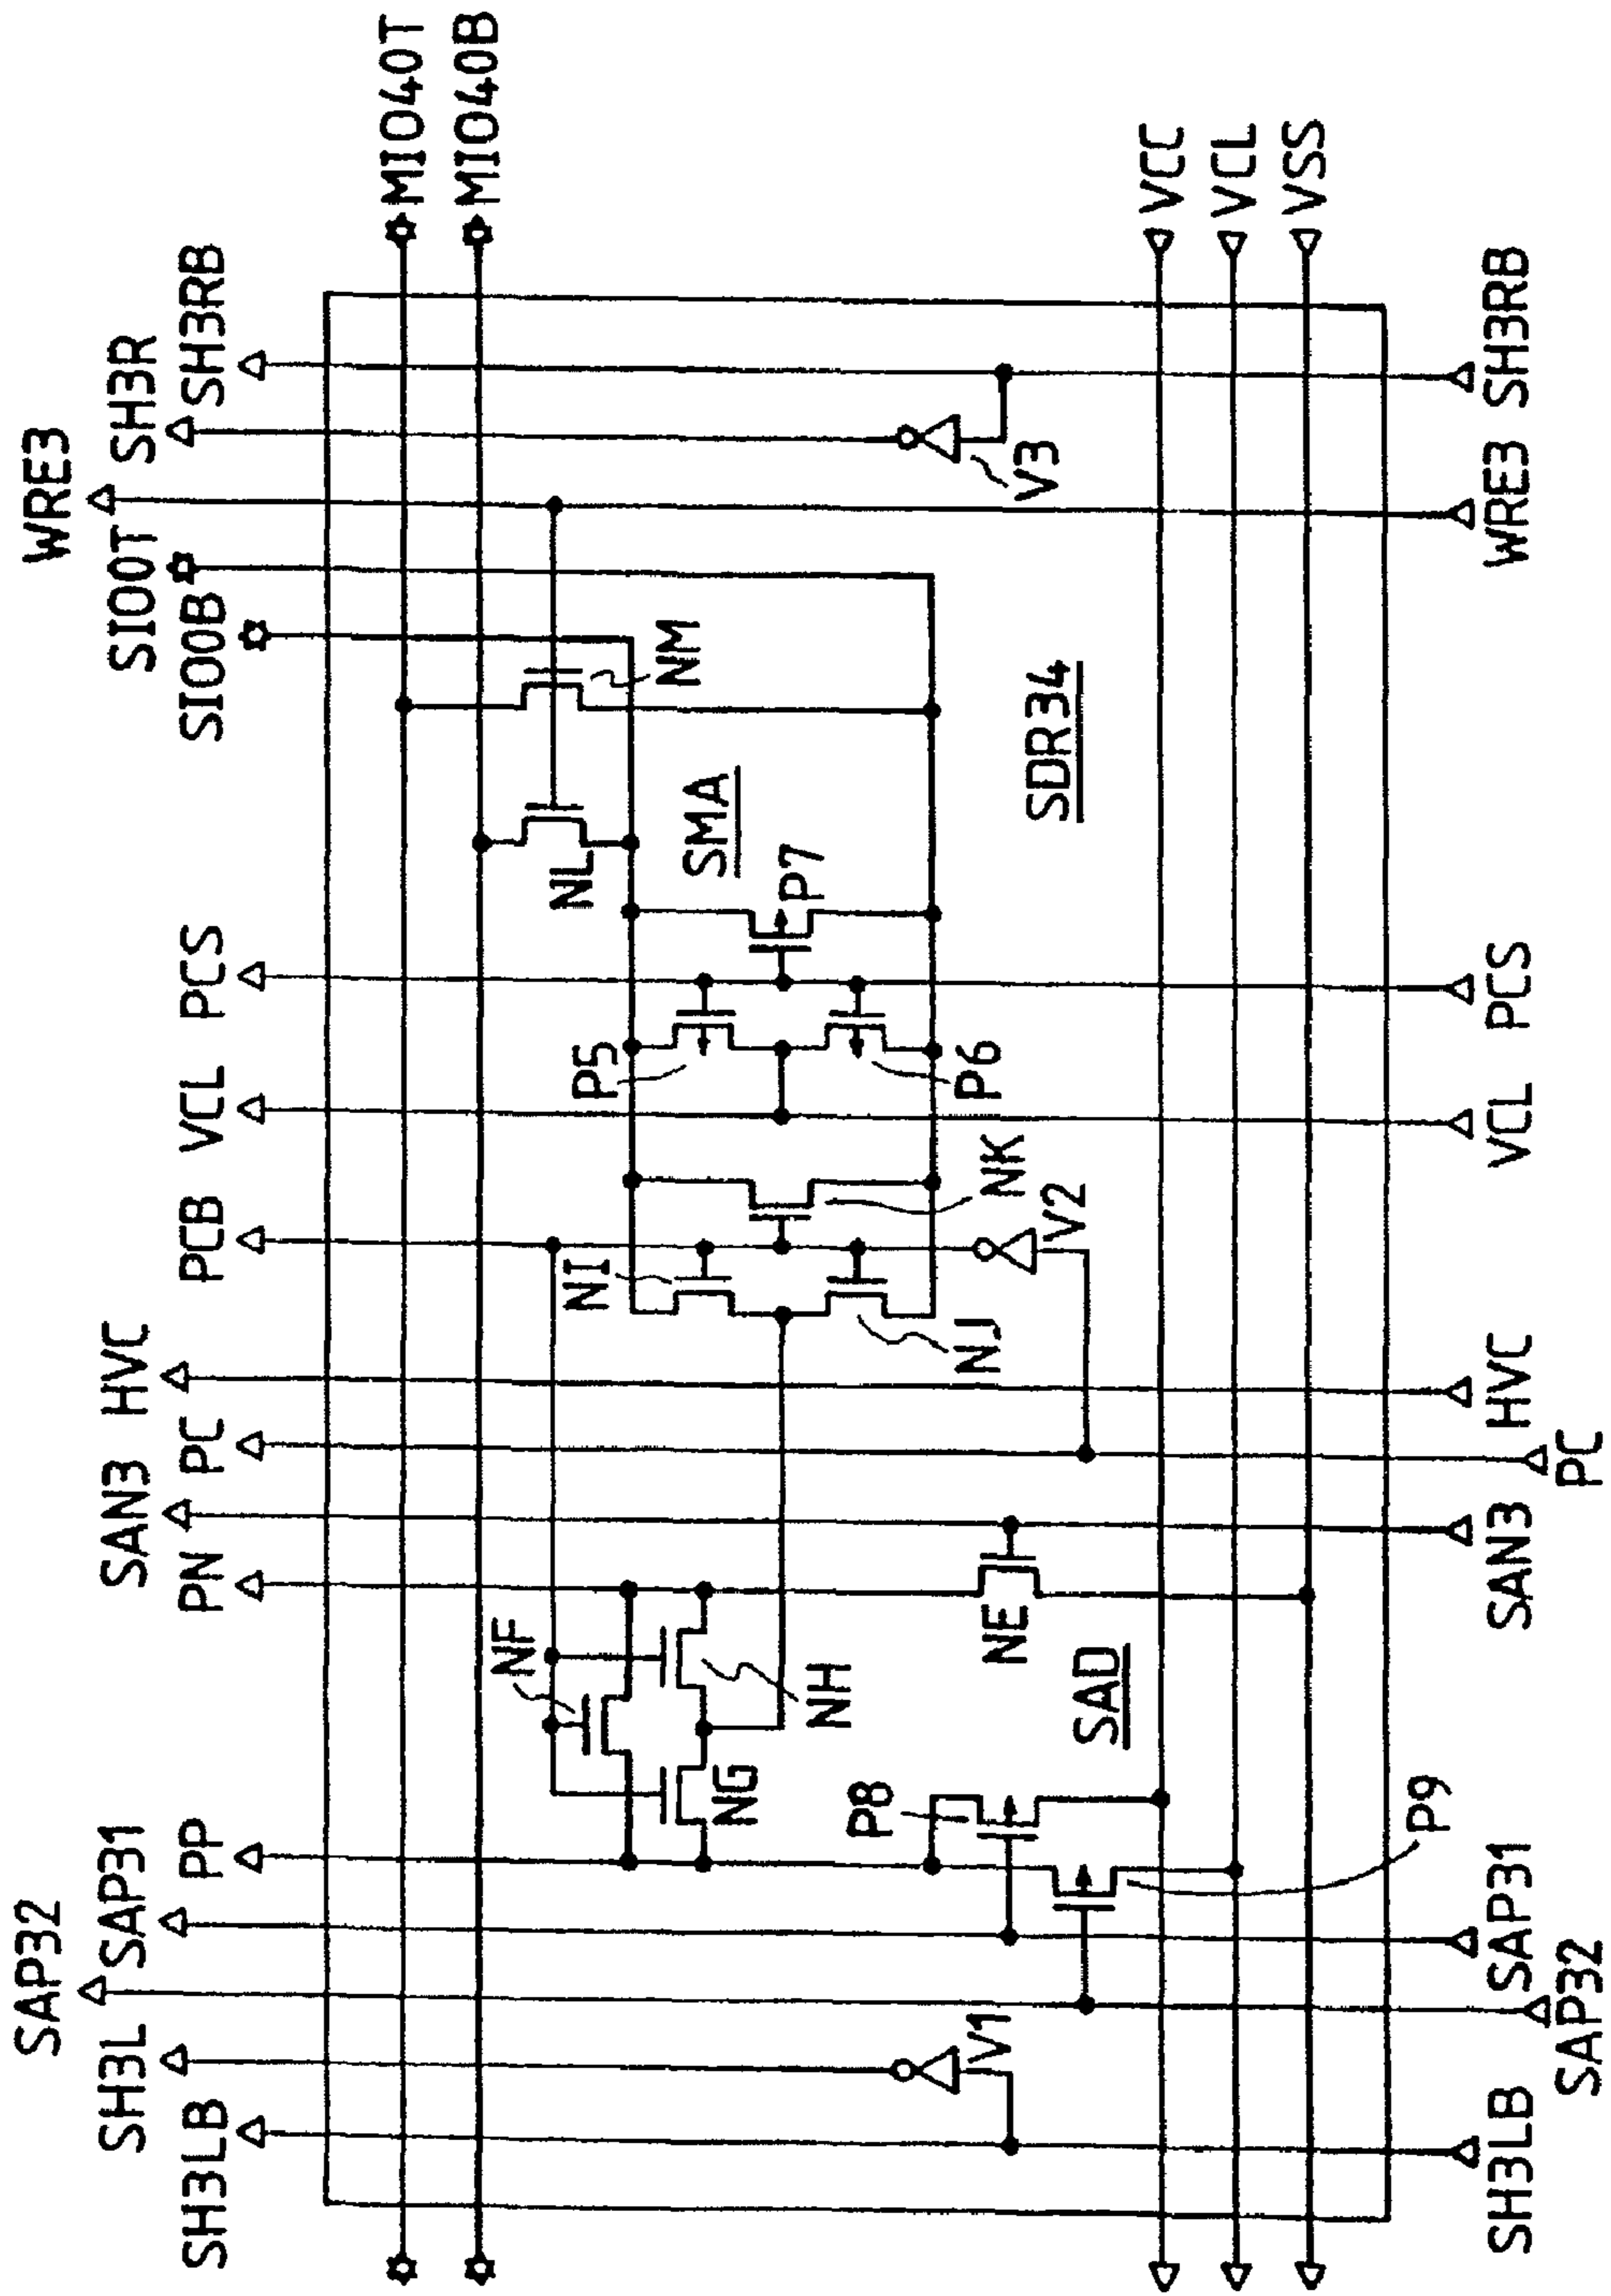 SAP32
WRE3
SH3L
SAP31
SAN3
HVC
SIO0T
SH3R
SH3LB
PP
PN
PC
PCB
VCL
PCS
SIO0B
SH3RB
MIO40T
MIO40B
NF
NI
NL
P5
NM
SMA
NG
NH
P7
P8
NJ
NK
P6
V1
NE
V2
V3
SDR34
SAD
VCC
VCL
VSS
P9
SH3LB
SAP31
SAN3
HVC
VCL
PCS
WRE3
SH3RB
SAP32
PC